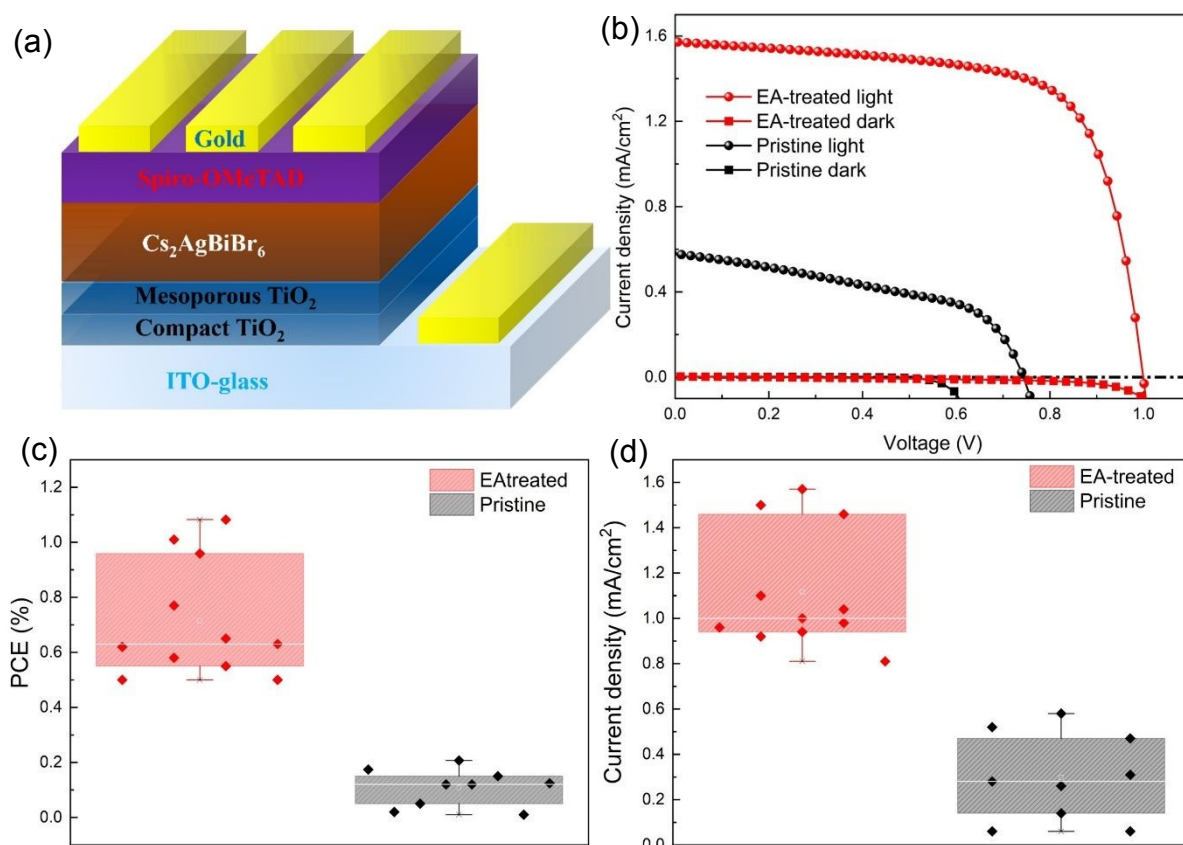 (a)
Gold
Spiro-OMeTAD
Cs₂AgBiBr₆
Mesoporous TiO₂
Compact TiO₂
ITO-glass
(b)
1.6
1.2
0.8
0.4
0.0
Current density (mA/cm²)
EA-treated light
EA-treated dark
Pristine light
Pristine dark
0.0 0.2 0.4 0.6 0.8 1.0
Voltage (V)
(c)
1.2
1.0
0.8
0.6
0.4
0.2
0.0
PCE (%)
EAtreated
Pristine
(d)
1.6
1.4
1.2
1.0
0.8
0.6
0.4
0.2
0.0
Current density (mA/cm²)
EA-treated
Pristine